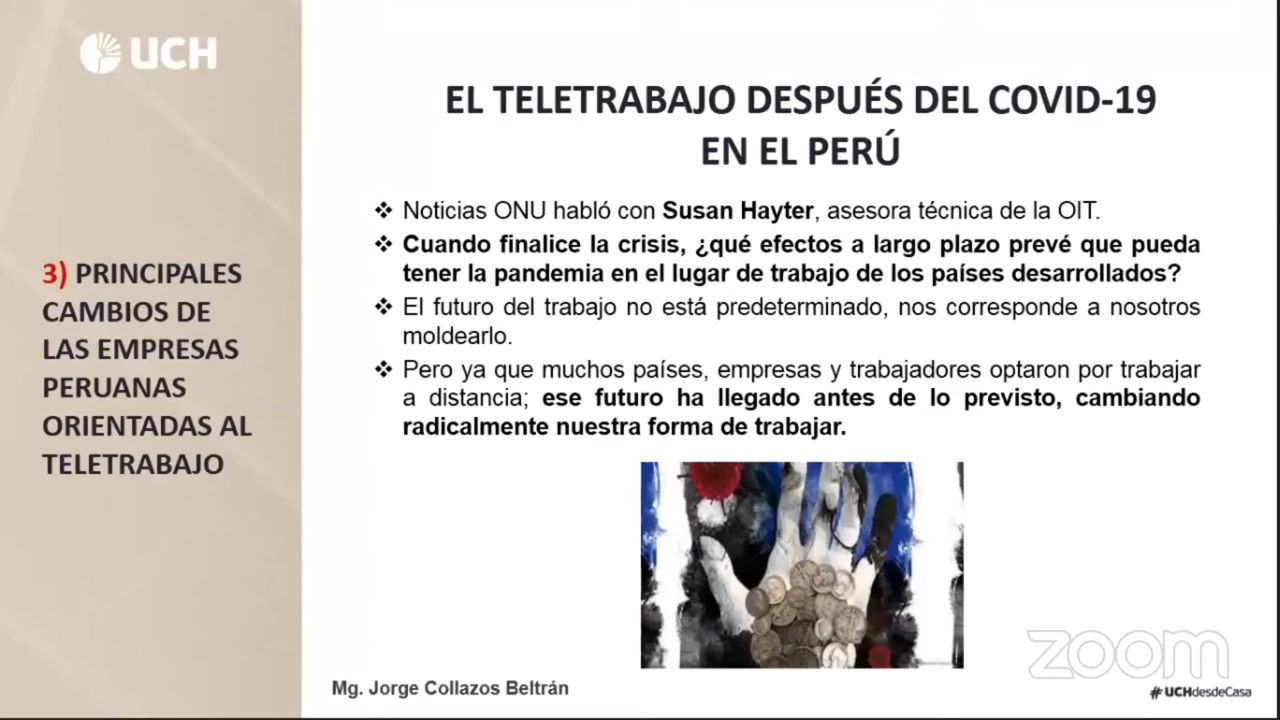 UCH
EL TELETRABAJO DESPUÉS DEL COVID-19
EN EL PERÚ
3) PRINCIPALES
CAMBIOS DE
LAS EMPRESAS
PERUANAS
ORIENTADAS AL
TELETRABAJO
❖ Noticias ONU habló con Susan Hayter, asesora técnica de la OIT.
❖ Cuando finalice la crisis, ¿qué efectos a largo plazo prevé que pueda
tener la pandemia en el lugar de trabajo de los países desarrollados?
❖ El futuro del trabajo no está predeterminado, nos corresponde a nosotros
moldearlo.
❖ Pero ya que muchos países, empresas y trabajadores optaron por trabajar
a distancia; ese futuro ha llegado antes de lo previsto, cambiando
radicalmente nuestra forma de trabajar.
zoom
Mg. Jorge Collazos Beltrán
#UCHdesdeCasa